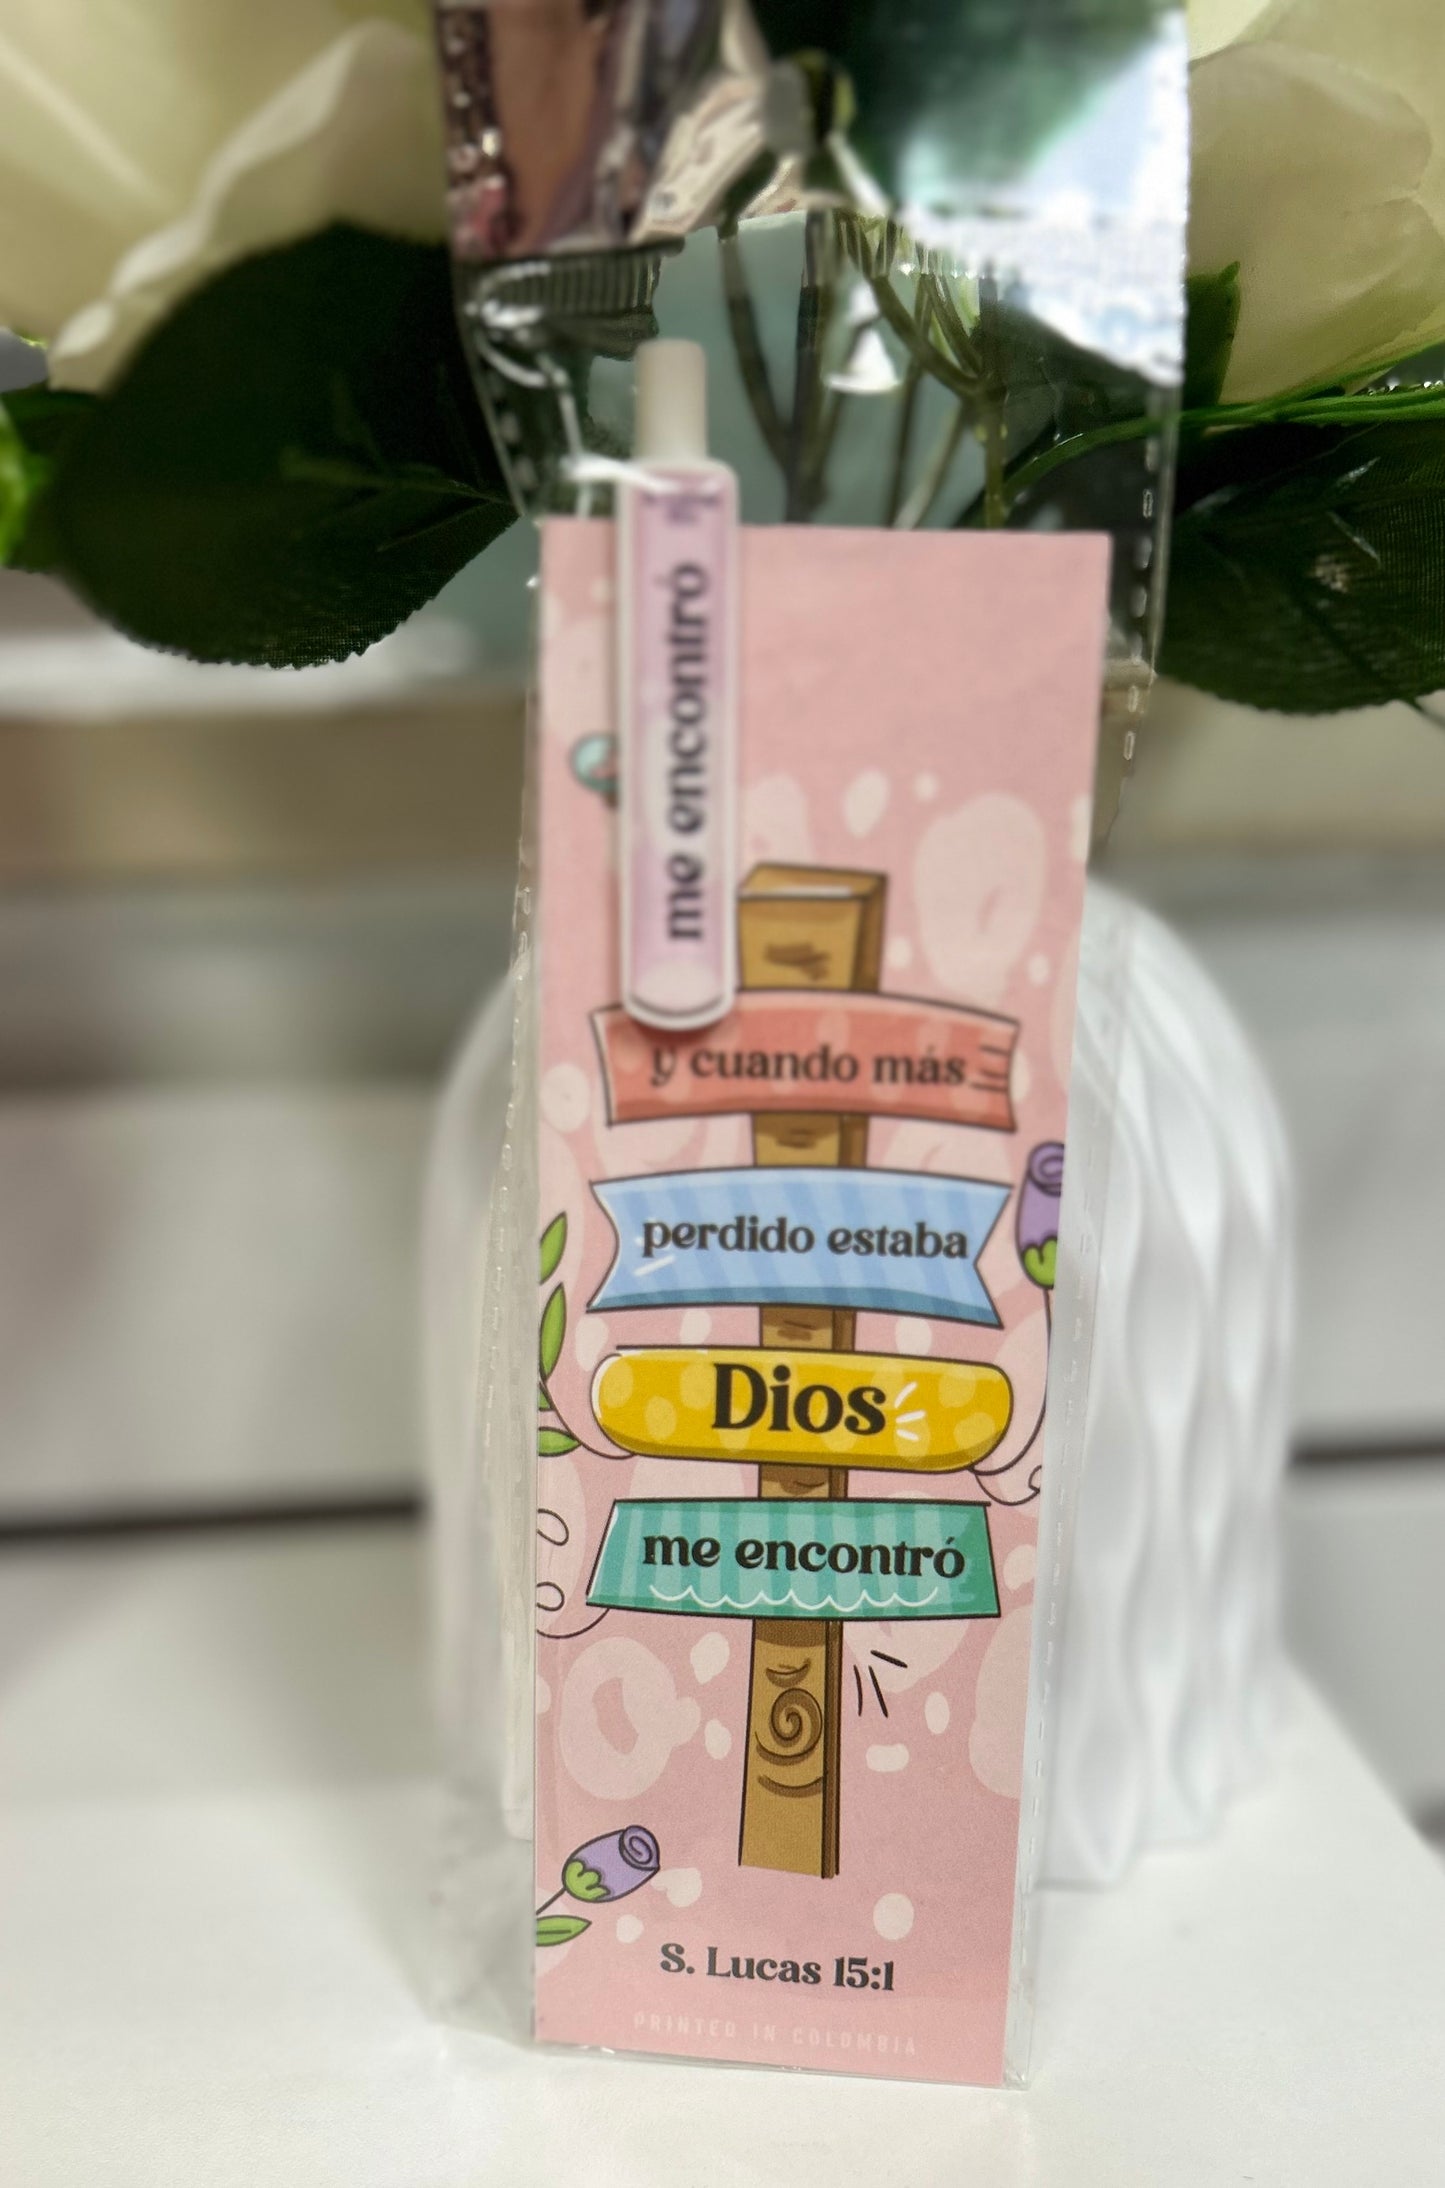 me encontró
y cuando más
perdido estaba
Dios
me encontró
S. Lucas 15:1
PRINTED IN COLOMBIA